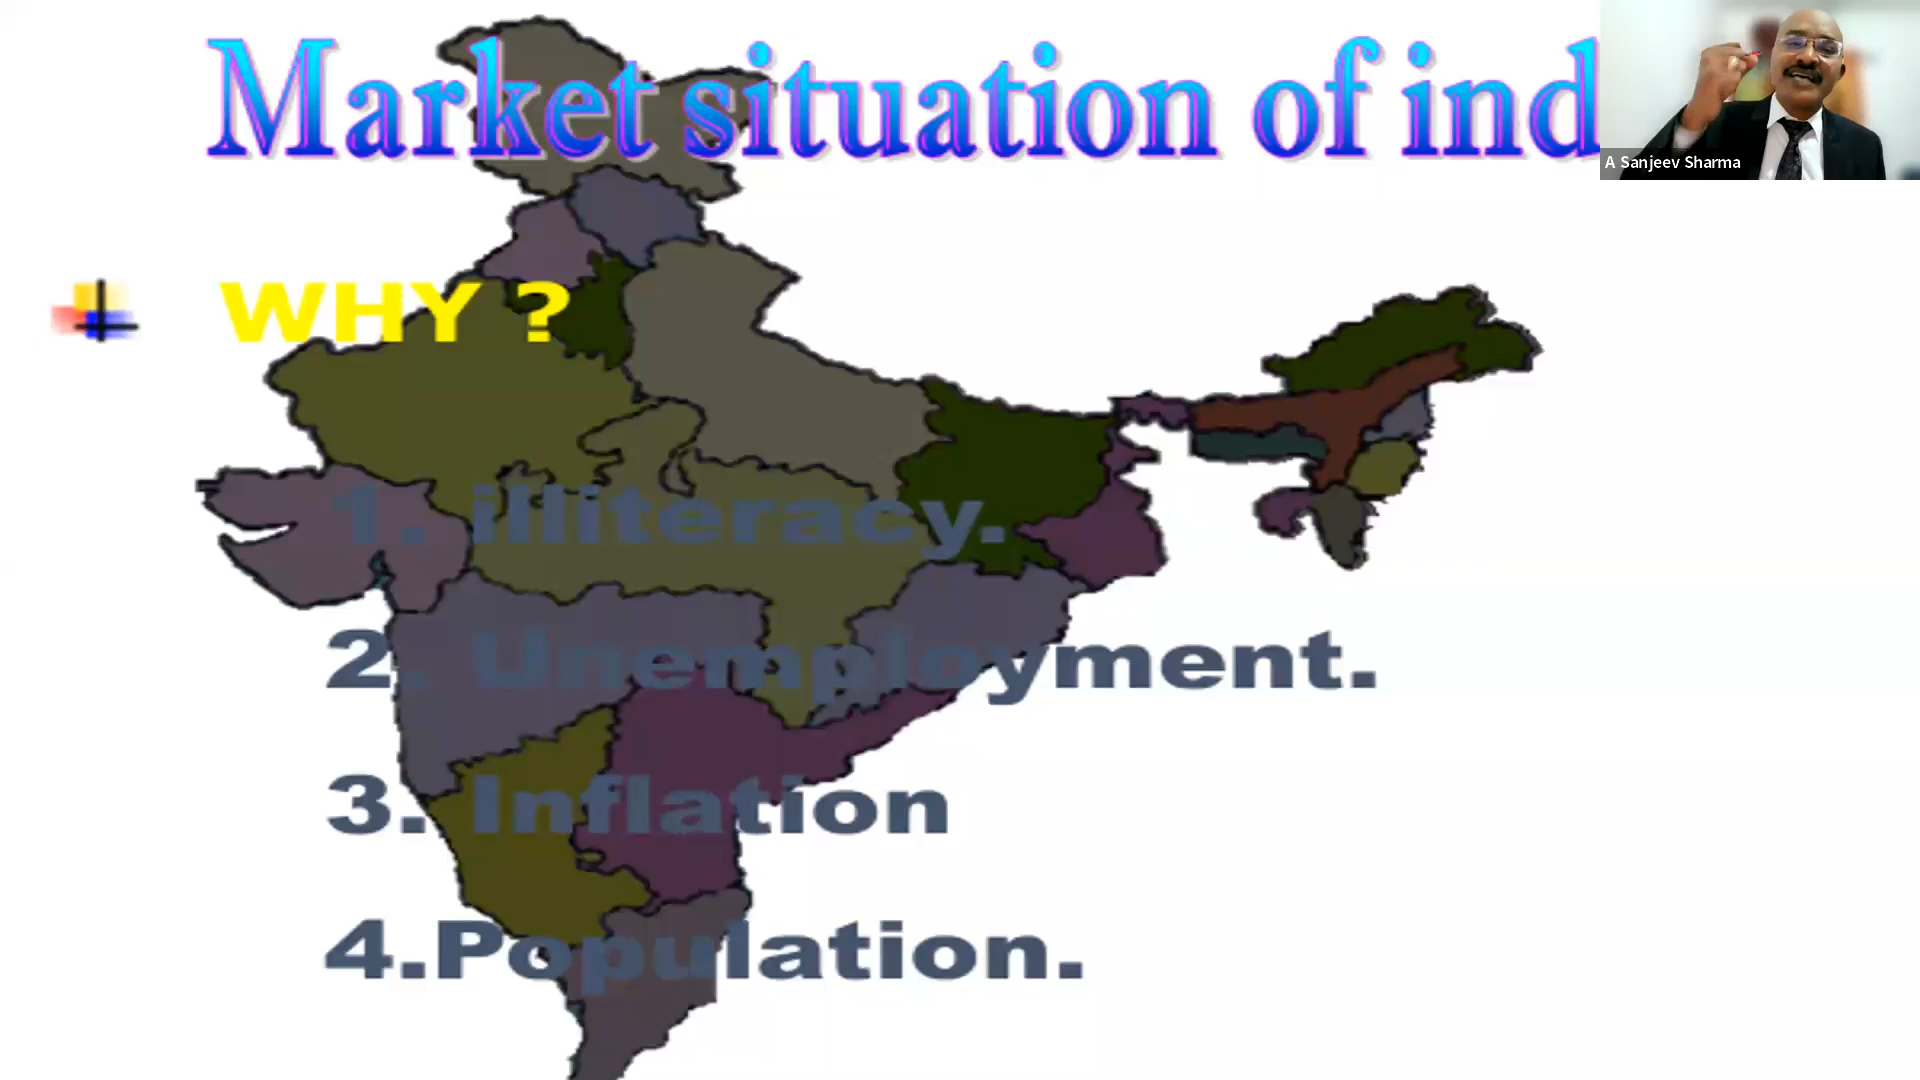 Market situation of ind
A Sanjeev Sharma
WHY ?
1. illiteracy.
2. Unemployment.
3. Inflation
4.Population.